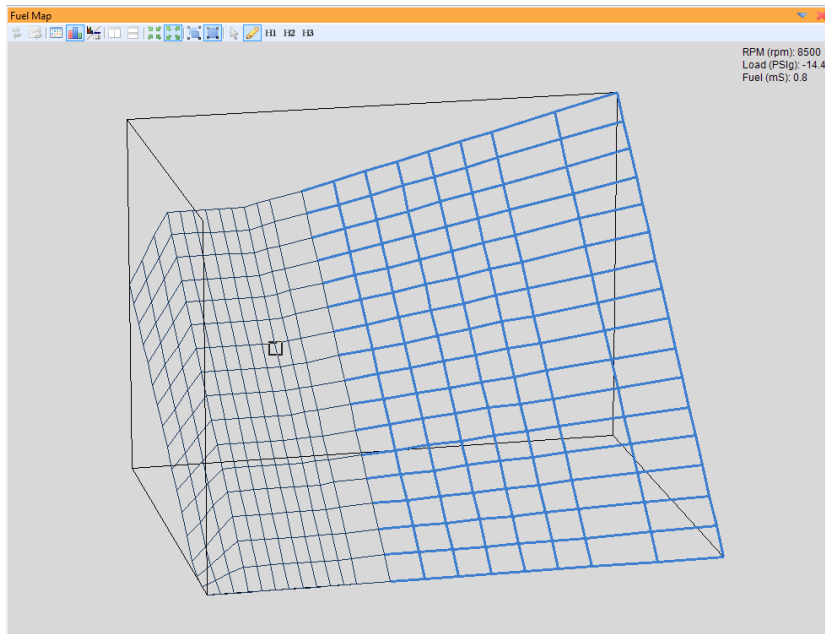 Fuel Map
H1 H2 H3
RPM (rpm): 8500
Load (PSIg): -14.4
Fuel (mS): 0.8